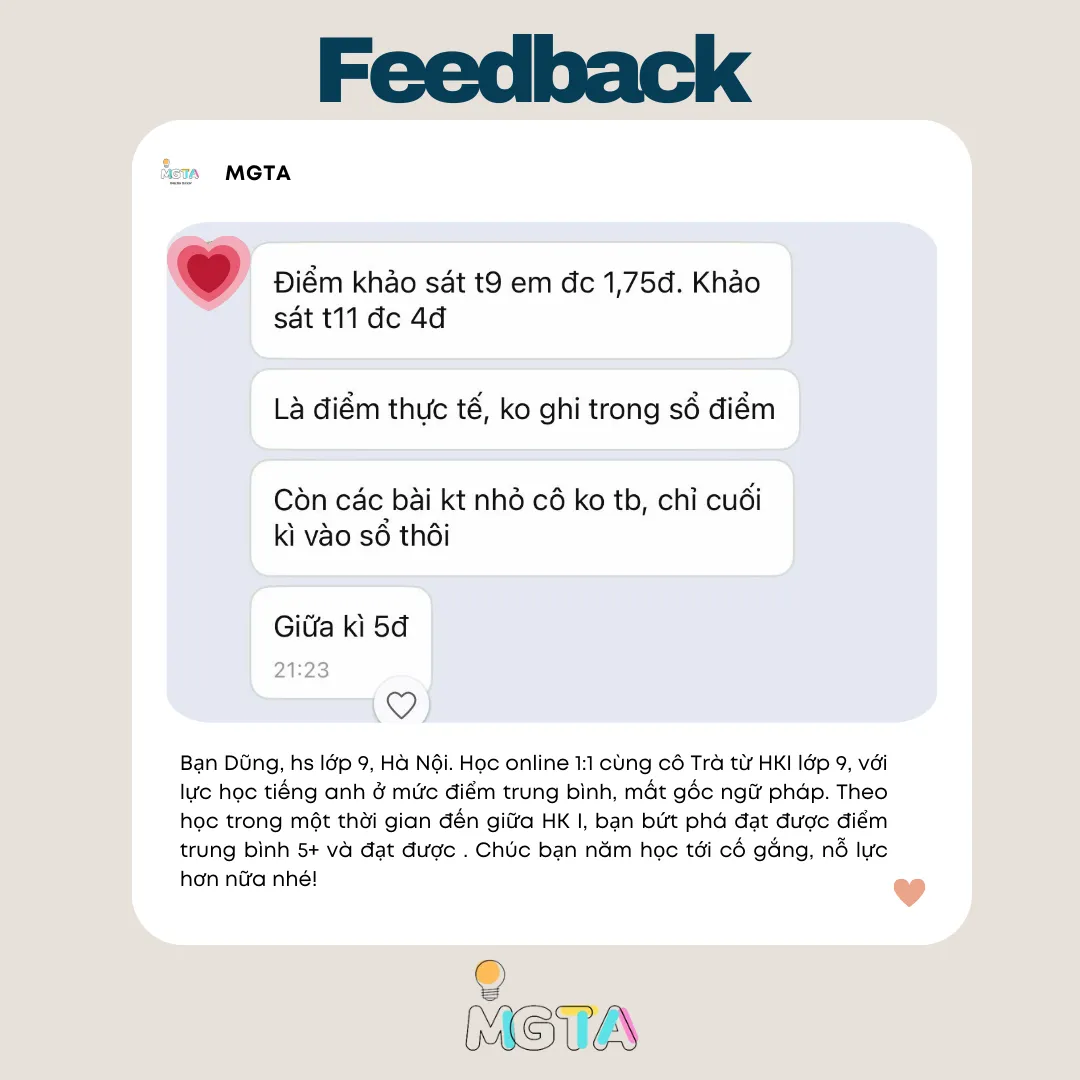 Feedback
MGTA
MGTA
Điểm khảo sát t9 em đc 1,75đ. Khảo
sát t11 đc 4đ
Là điểm thực tế, ko ghi trong sổ điểm
Còn các bài kt nhỏ cô ko tb, chỉ cuối
kì vào sổ thôi
Giữa kì 5đ
21:23
Bạn Dũng, hs lớp 9, Hà Nội. Học online 1:1 cùng cô Trà từ HKI lớp 9, với
lực học tiếng anh ở mức điểm trung bình, mất gốc ngữ pháp. Theo
học trong một thời gian đến giữa HK I, bạn bứt phá đạt được điểm
trung bình 5+ và đạt được . Chúc bạn năm học tới cố gắng, nỗ lực
hơn nữa nhé!
MGTA